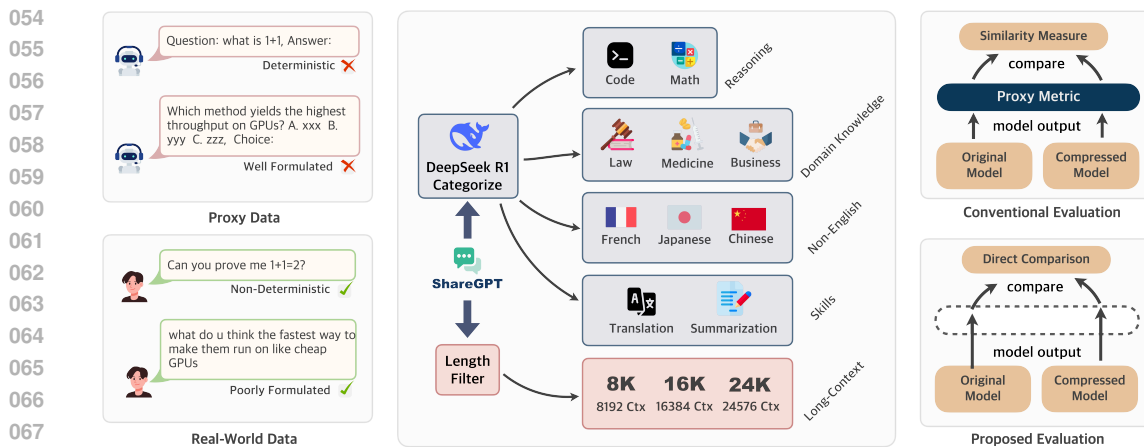 054
055
056
057
058
059
060
061
062
063
064
065
066
067
Question: what is 1+1, Answer:
Deterministic
Which method yields the highest
throughput on GPUs? A. xxx B.
yyy C. zzz, Choice:
Well Formulated
Proxy Data
Can you prove me 1+1=2?
Non-Deterministic
what do u think the fastest way to
make them run on like cheap
GPUs
Poorly Formulated
Real-World Data
DeepSeek R1
Categorize
ShareGPT
Length
Filter
Code
Math
Reasoning
Law
Medicine
Business
Domain Knowledge
French
Japanese
Chinese
Non-English
A
Translation
Summarization
Skills
8K
16K
24K
8192 Ctx
16384 Ctx
24576 Ctx
Long-Context
Similarity Measure
compare
Proxy Metric
model output
Original
Model
Compressed
Model
Conventional Evaluation
Direct Comparison
compare
model output
Original
Model
Compressed
Model
Proposed Evaluation